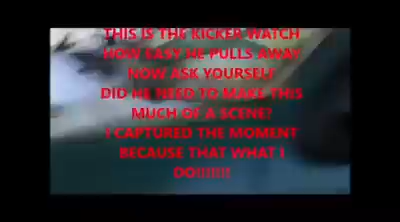 THIS IS THE KICKER WATCH
HOW EASY HE PULLS AWAY
NOW ASK YOURSELF
DID HE NEED TO MAKE THIS
MUCH OF A SCENE?
I CAPTURED THE MOMENT
BECAUSE THAT WHAT I
DO!!!!!!!